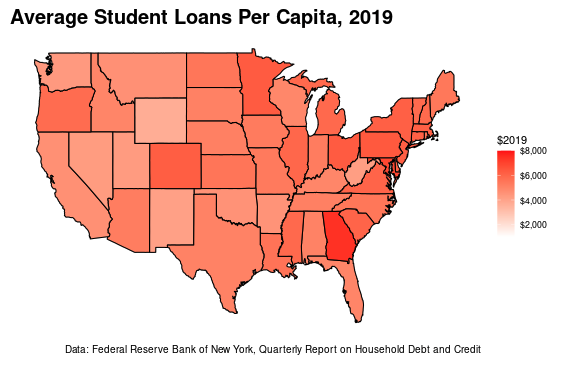 Average Student Loans Per Capita, 2019
$2019
$8,000
$6,000
$4,000
$2,000
Data: Federal Reserve Bank of New York, Quarterly Report on Household Debt and Credit